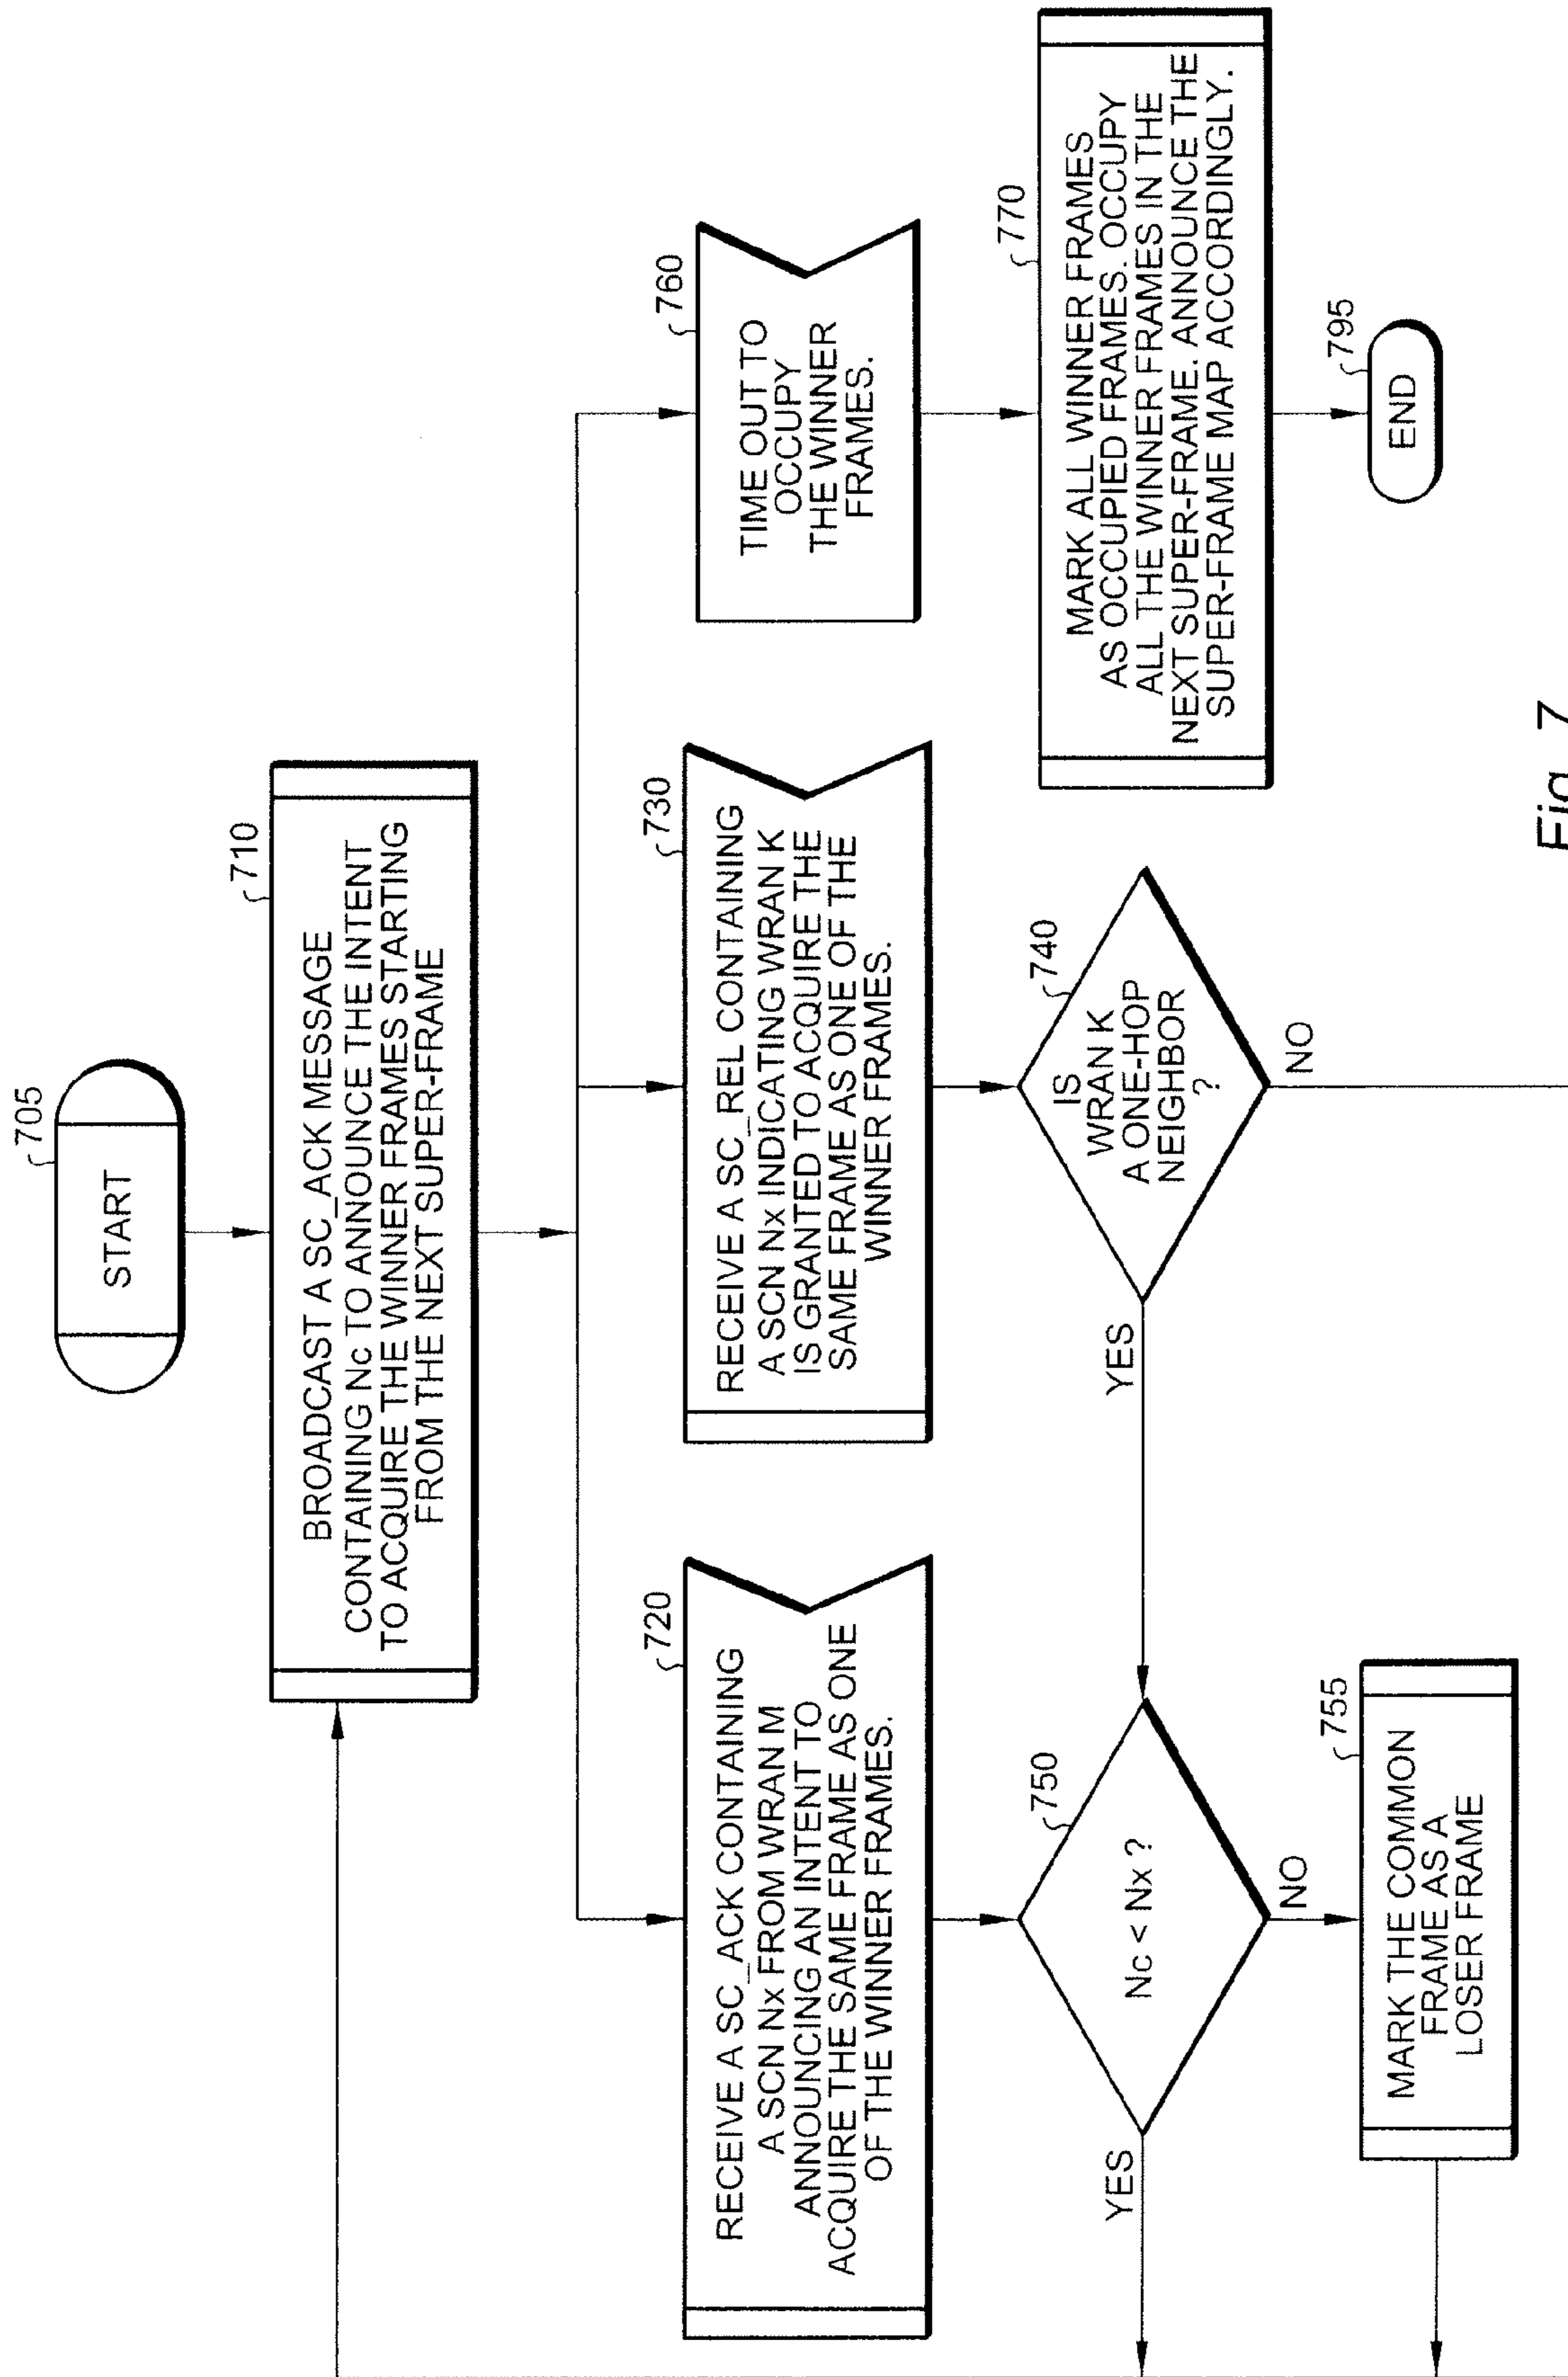 705
START
710
BROADCAST A SC_ACK MESSAGE
CONTAINING Nc TO ANNOUNCE THE INTENT
TO ACQUIRE THE WINNER FRAMES STARTING
FROM THE NEXT SUPER-FRAME
720
RECEIVE A SC_ACK CONTAINING
A SCN Nx FROM WRAN M
ANNOUNCING AN INTENT TO
ACQUIRE THE SAME FRAME AS ONE
OF THE WINNER FRAMES.
730
RECEIVE A SC_REL CONTAINING
A SCN Nx INDICATING WRAN K
IS GRANTED TO ACQUIRE THE
SAME FRAME AS ONE OF THE
WINNER FRAMES.
760
TIME OUT TO
OCCUPY
THE WINNER
FRAMES.
750
Nc < Nx ?
YES
NO
740
IS
WRAN K
A ONE-HOP
NEIGHBOR
?
YES
NO
770
MARK ALL WINNER FRAMES
AS OCCUPIED FRAMES. OCCUPY
ALL THE WINNER FRAMES IN THE
NEXT SUPER-FRAME. ANNOUNCE THE
SUPER-FRAME MAP ACCORDINGLY.
755
MARK THE COMMON
FRAME AS A
LOSER FRAME
795
END
Fig. 7